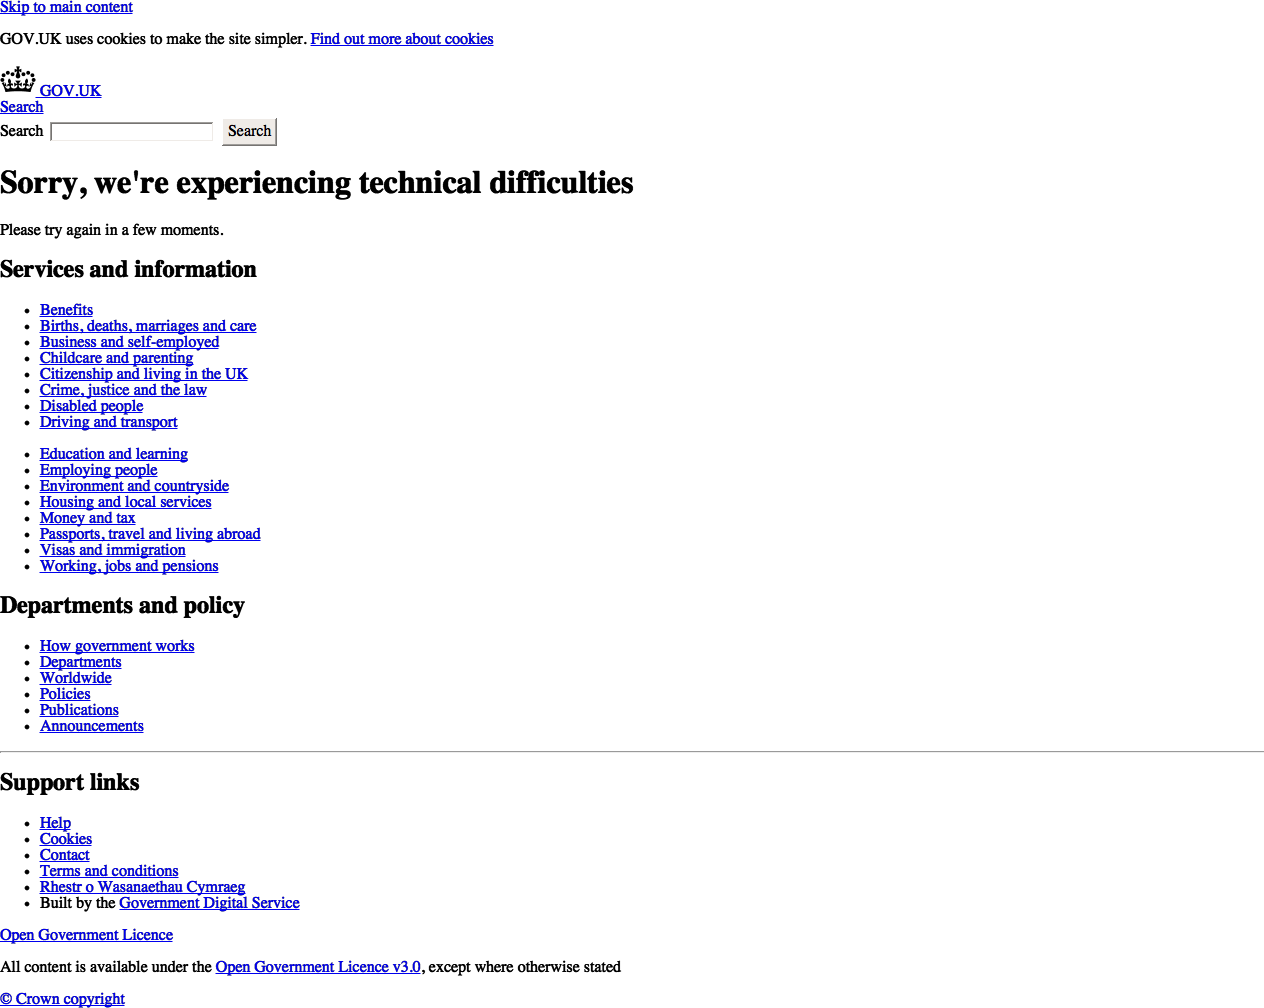 Skip to main content
GOV.UK uses cookies to make the site simpler. Find out more about cookies
GOV.UK
Search
Search Search
Sorry, we're experiencing technical difficulties
Please try again in a few moments.
Services and information
Benefits
Births, deaths, marriages and care
Business and self-employed
Childcare and parenting
Citizenship and living in the UK
Crime, justice and the law
Disabled people
Driving and transport
Education and learning
Employing people
Environment and countryside
Housing and local services
Money and tax
Passports, travel and living abroad
Visas and immigration
Working, jobs and pensions
Departments and policy
How government works
Departments
Worldwide
Policies
Publications
Announcements
Support links
Help
Cookies
Contact
Terms and conditions
Rhestr o Wasanaethau Cymraeg
Built by the Government Digital Service
Open Government Licence
All content is available under the Open Government Licence v3.0, except where otherwise stated
© Crown copyright